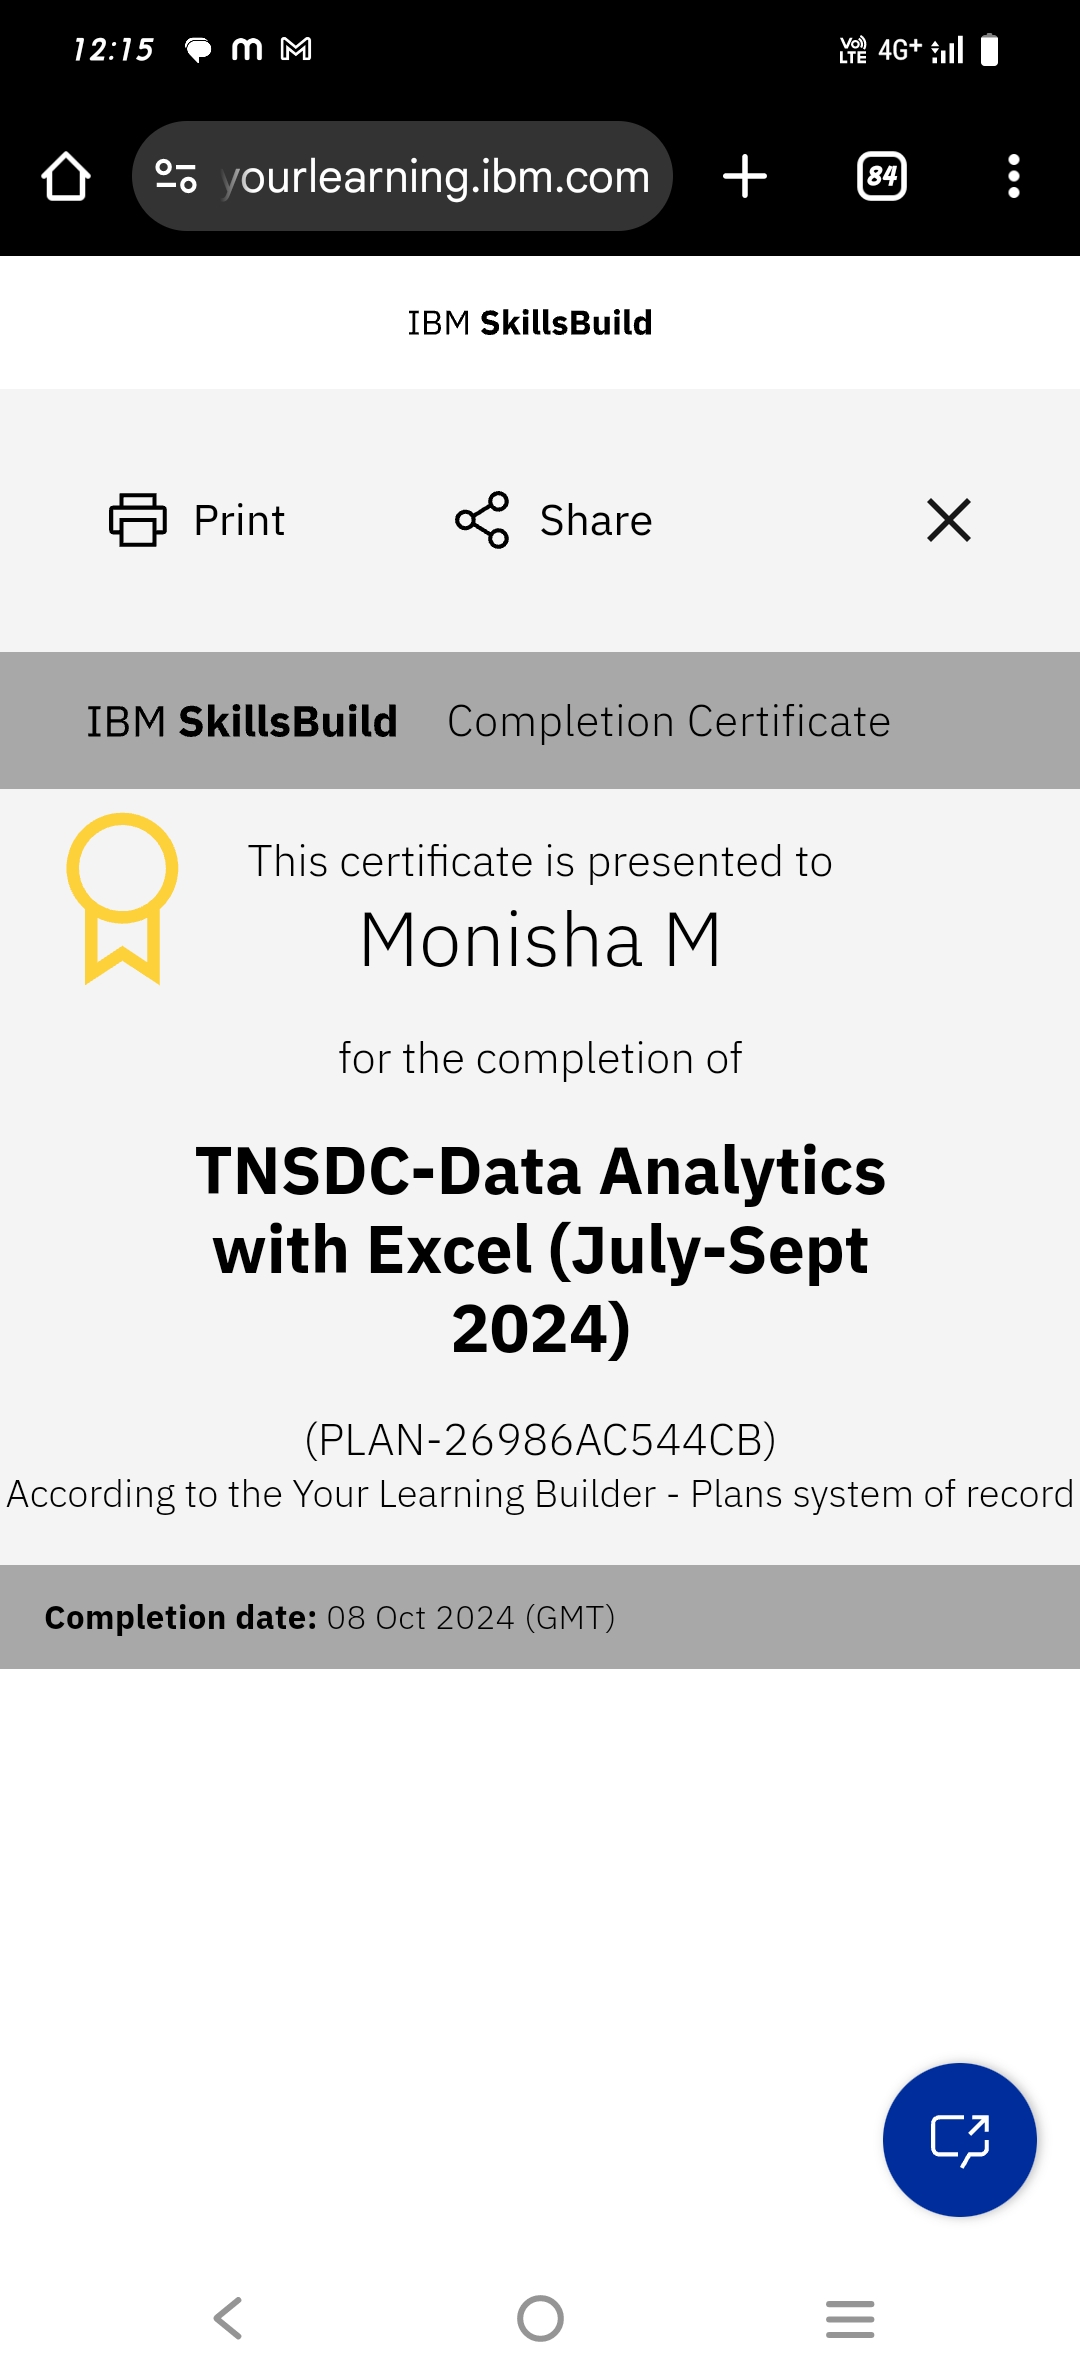 12:15
Vo)) LTE 4G+
yourlearning.ibm.com
84
IBM SkillsBuild
Print
Share
IBM SkillsBuild Completion Certificate
This certificate is presented to
Monisha M
for the completion of
TNSDC-Data Analytics
with Excel (July-Sept
2024)
(PLAN-26986AC544CB)
According to the Your Learning Builder - Plans system of record
Completion date: 08 Oct 2024 (GMT)